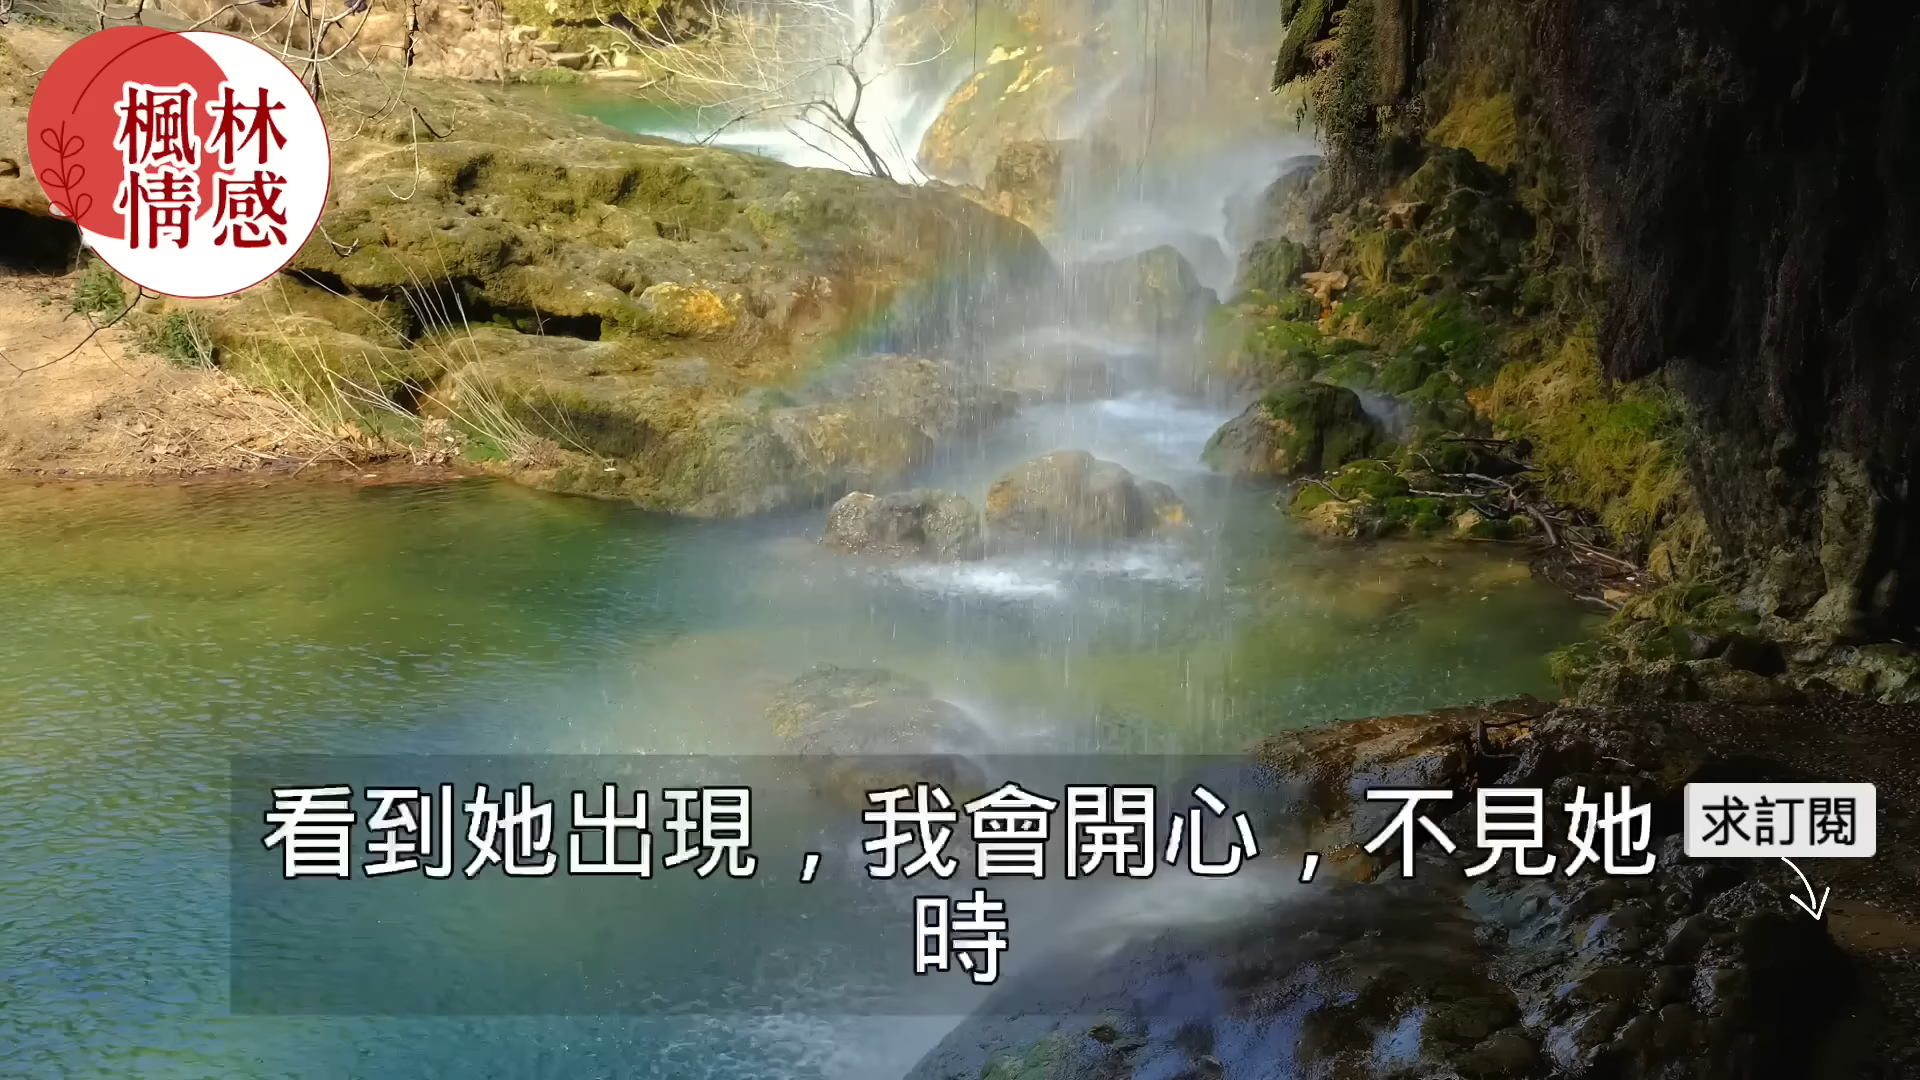 楓林
情感
看到她出現，我會開心，不見她
時
求訂閱